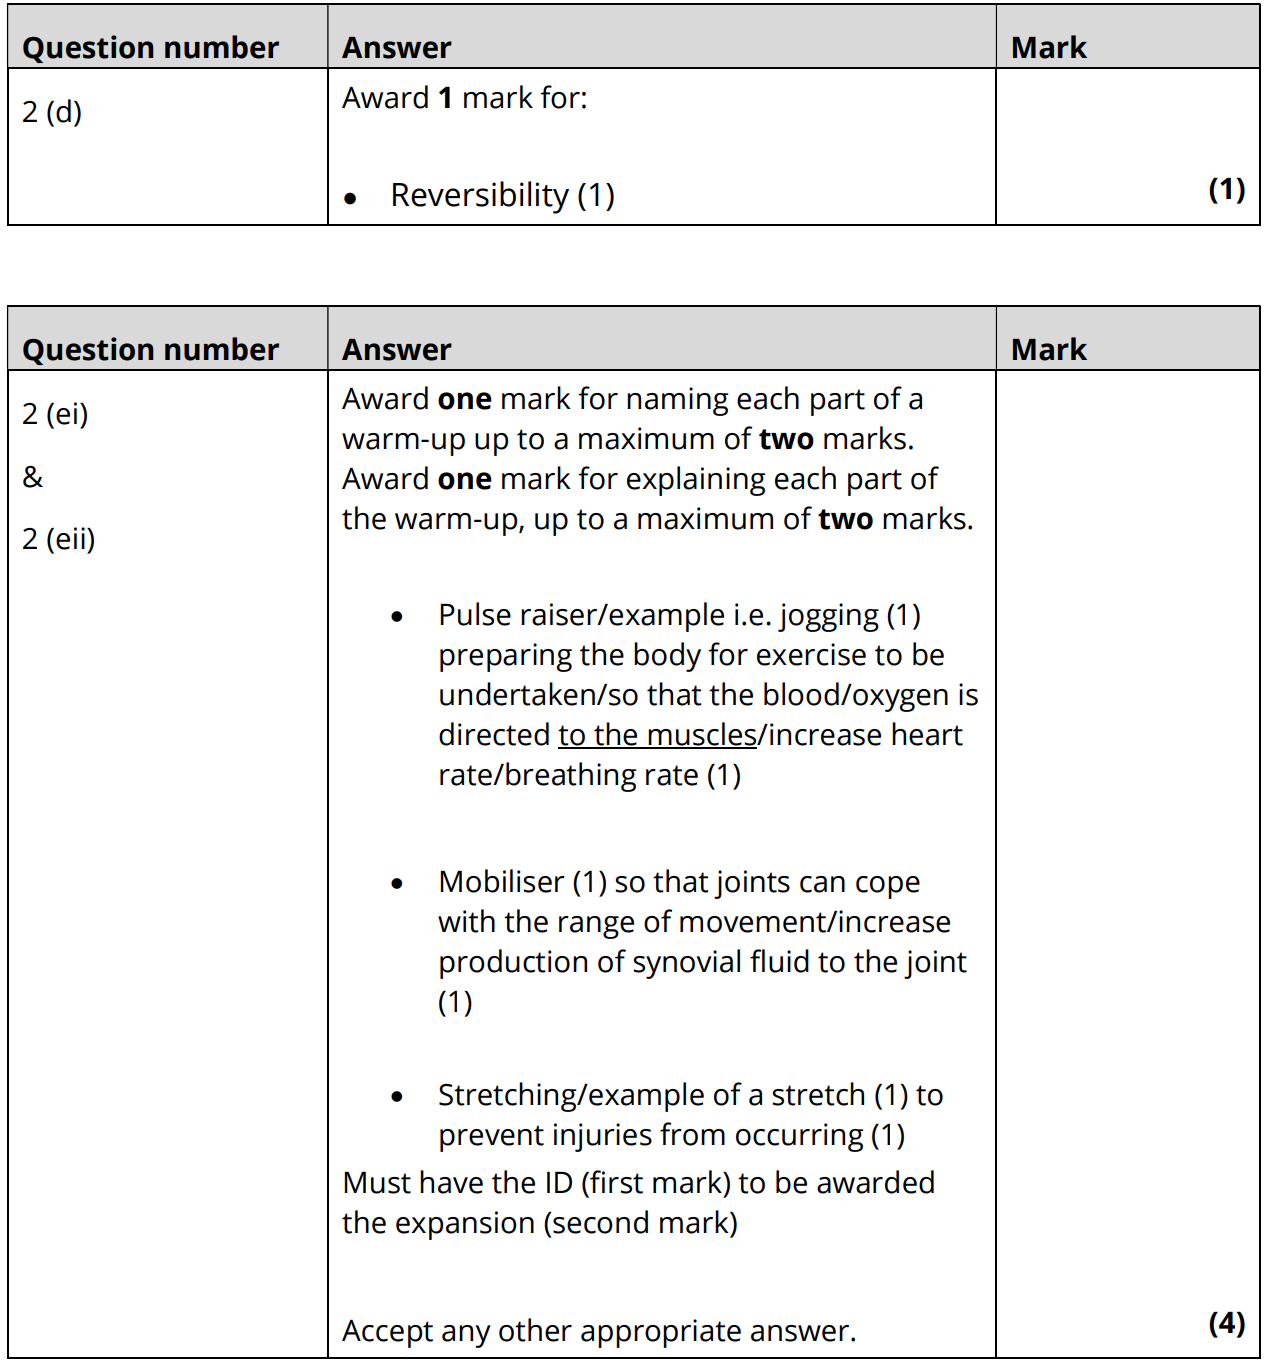 Question number Answer Mark
2 (d)
Award 1 mark for:
● Reversibility (1)
(1)
Question number Answer Mark
2 (ei)
&
2 (eii)
Award one mark for naming each part of a
warm-up up to a maximum of two marks.
Award one mark for explaining each part of
the warm-up, up to a maximum of two marks.
● Pulse raiser/example i.e. jogging (1)
preparing the body for exercise to be
undertaken/so that the blood/oxygen is
directed to the muscles/increase heart
rate/breathing rate (1)
● Mobiliser (1) so that joints can cope
with the range of movement/increase
production of synovial fluid to the joint
(1)
● Stretching/example of a stretch (1) to
prevent injuries from occurring (1)
Must have the ID (first mark) to be awarded
the expansion (second mark)
Accept any other appropriate answer.
(4)